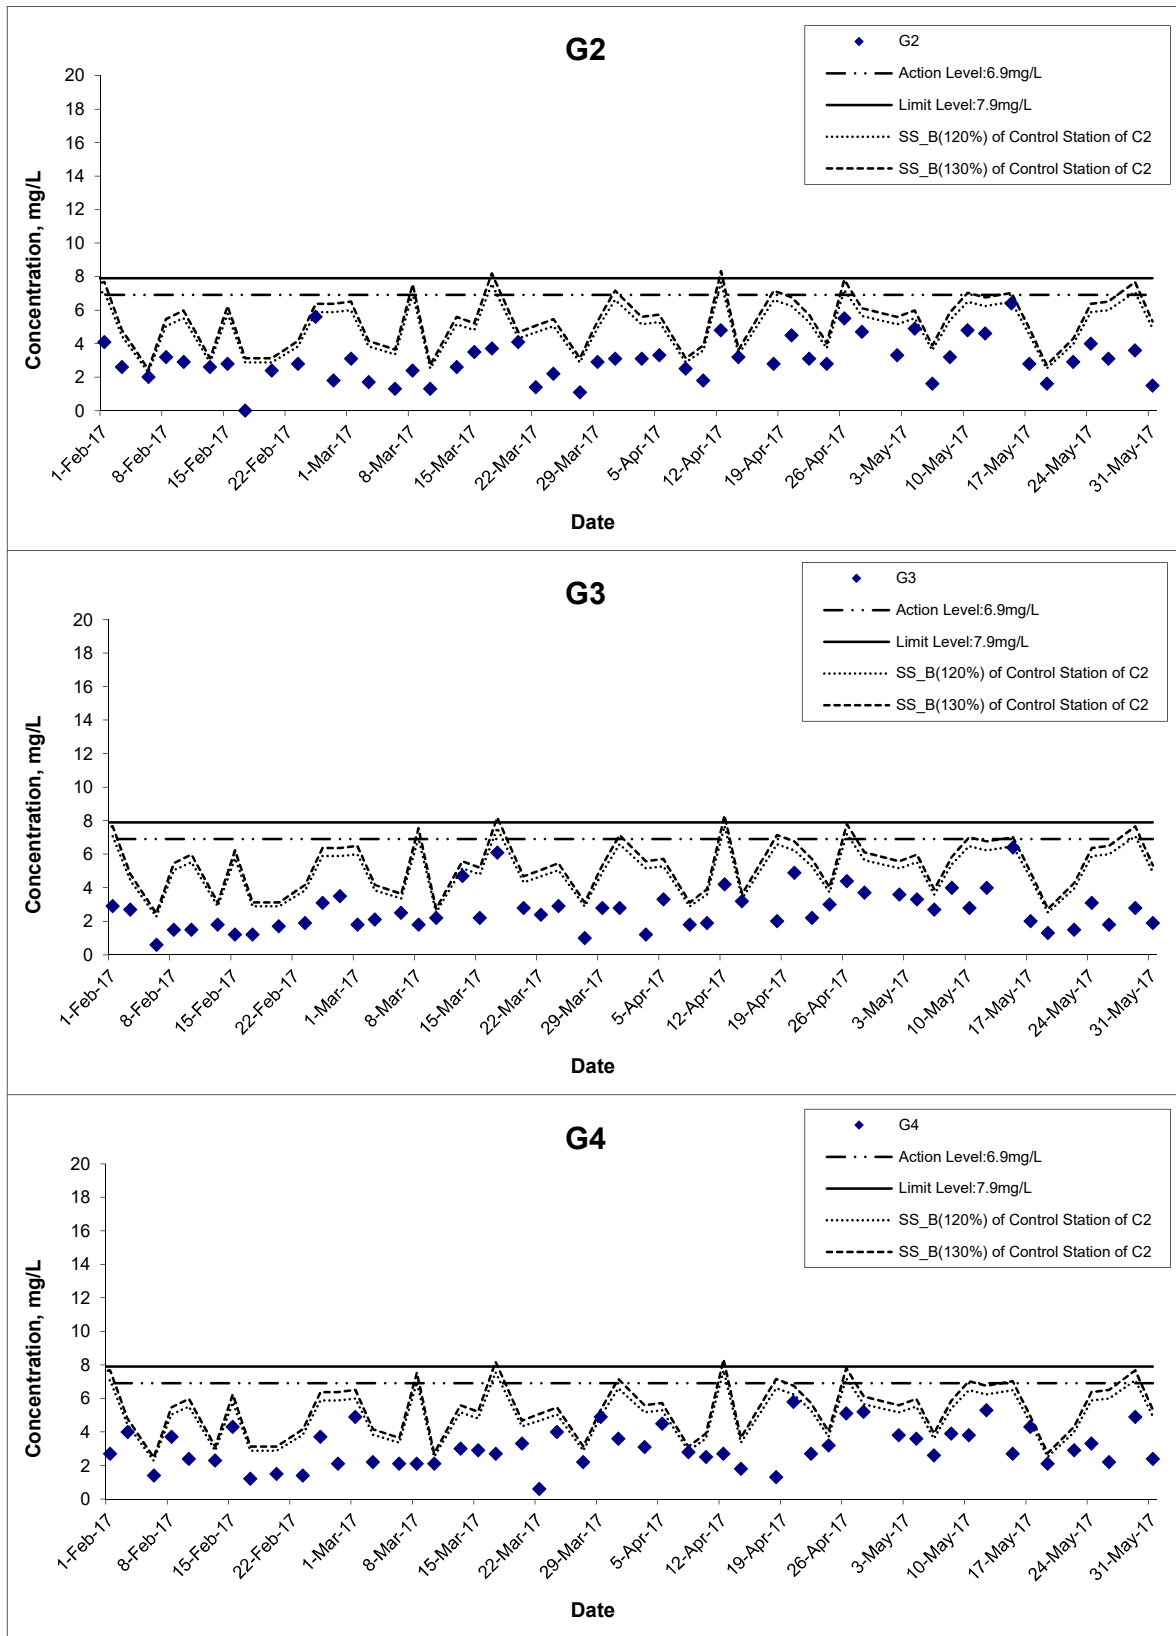 G2
G2
Action Level:6.9mg/L
Limit Level:7.9mg/L
SS_B(120%) of Control Station of C2
SS_B(130%) of Control Station of C2
Concentration, mg/L
20
18
16
14
12
10
8
6
4
2
0
1-Feb-17
8-Feb-17
15-Feb-17
22-Feb-17
1-Mar-17
8-Mar-17
15-Mar-17
22-Mar-17
29-Mar-17
5-Apr-17
12-Apr-17
19-Apr-17
26-Apr-17
3-May-17
10-May-17
17-May-17
24-May-17
31-May-17
Date
G3
G3
Action Level:6.9mg/L
Limit Level:7.9mg/L
SS_B(120%) of Control Station of C2
SS_B(130%) of Control Station of C2
Concentration, mg/L
20
18
16
14
12
10
8
6
4
2
0
1-Feb-17
8-Feb-17
15-Feb-17
22-Feb-17
1-Mar-17
8-Mar-17
15-Mar-17
22-Mar-17
29-Mar-17
5-Apr-17
12-Apr-17
19-Apr-17
26-Apr-17
3-May-17
10-May-17
17-May-17
24-May-17
31-May-17
Date
G4
G4
Action Level:6.9mg/L
Limit Level:7.9mg/L
SS_B(120%) of Control Station of C2
SS_B(130%) of Control Station of C2
Concentration, mg/L
20
18
16
14
12
10
8
6
4
2
0
1-Feb-17
8-Feb-17
15-Feb-17
22-Feb-17
1-Mar-17
8-Mar-17
15-Mar-17
22-Mar-17
29-Mar-17
5-Apr-17
12-Apr-17
19-Apr-17
26-Apr-17
3-May-17
10-May-17
17-May-17
24-May-17
31-May-17
Date